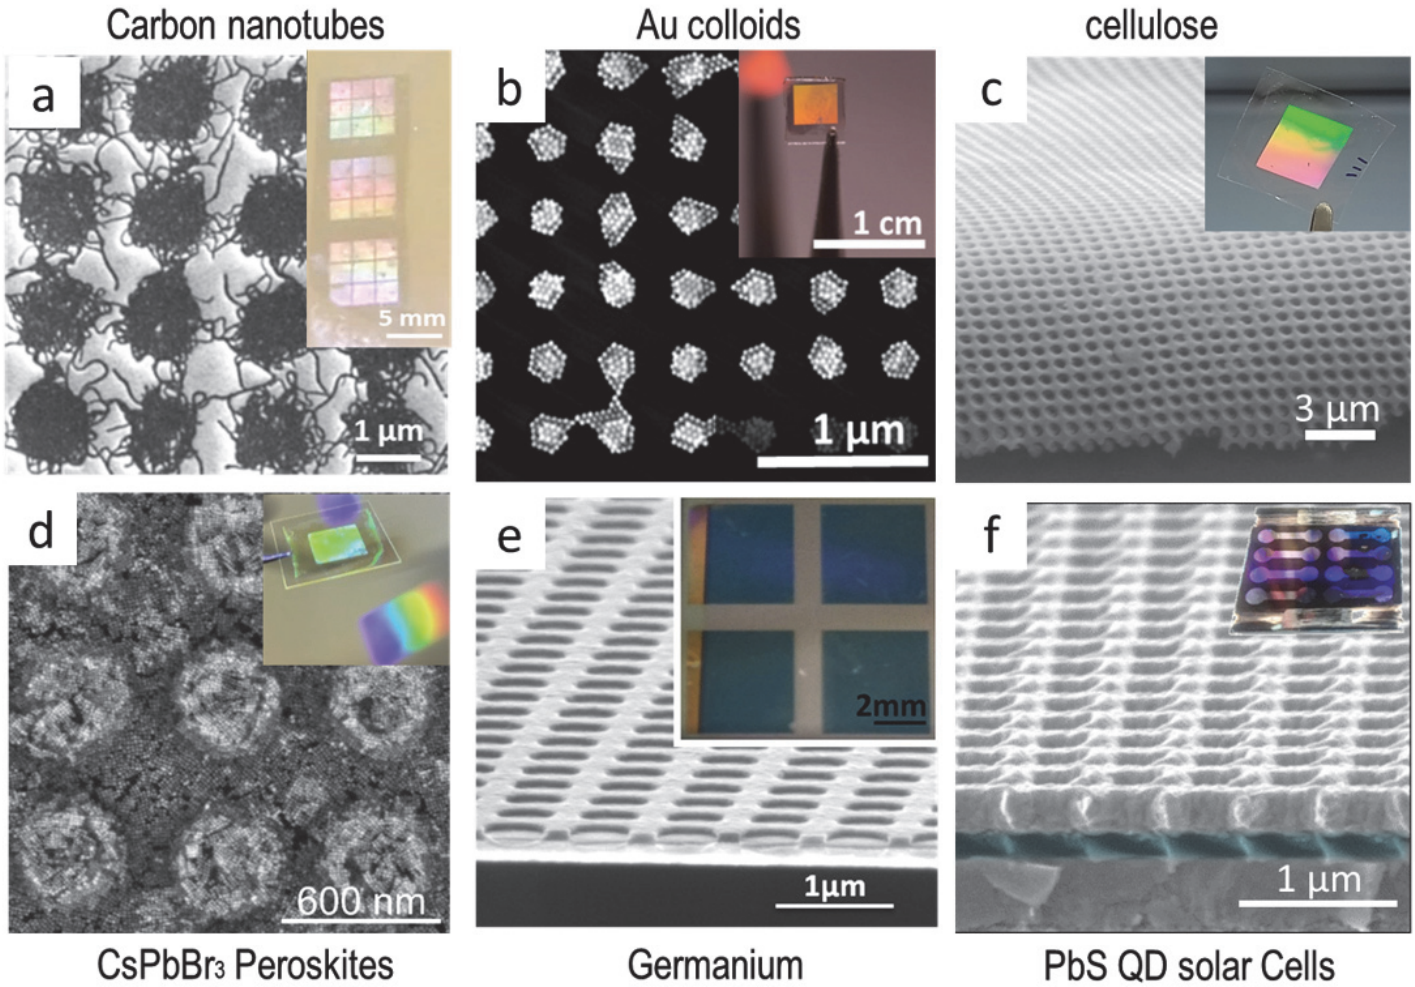 Carbon nanotubes
Au colloids
cellulose
a
5 mm
1 μm
b
1 cm
1 μm
c
3 μm
d
600 nm
e
2mm
1μm
f
1 μm
CsPbBr₃ Peroskites
Germanium
PbS QD solar Cells